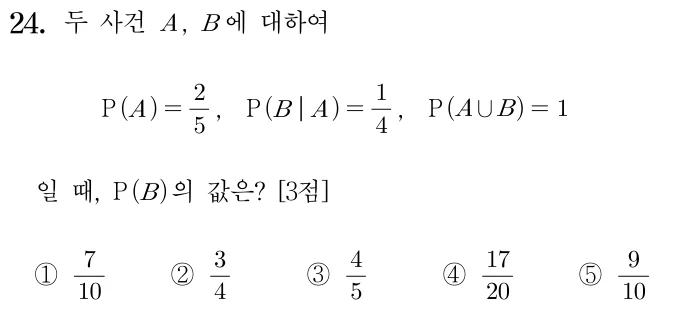 24. 두 사건 A, B에 대하여
P(A) = 2/5, P(B|A) = 1/4, P(A∪B) = 1
일 때, P(B)의 값은? [3점]
① 7/10 ② 3/4 ③ 4/5 ④ 17/20 ⑤ 9/10